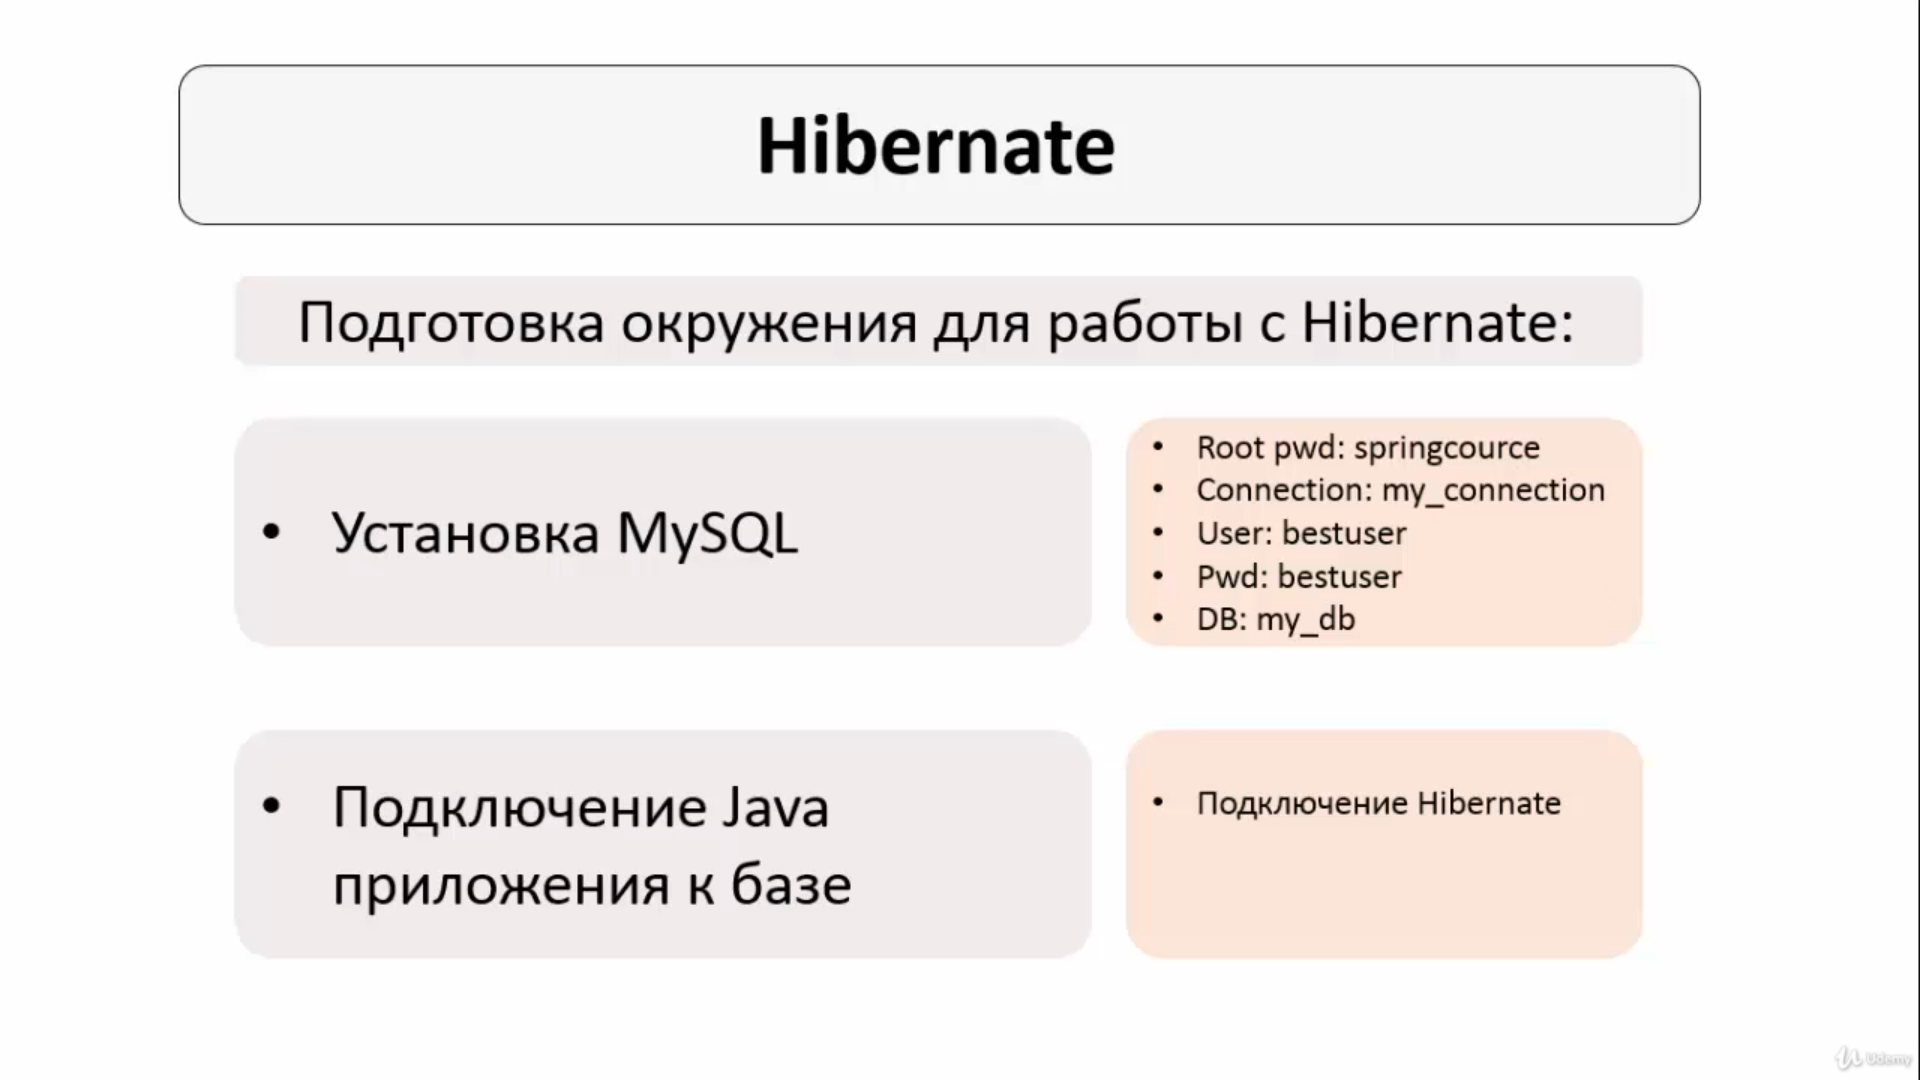 Hibernate
Подготовка окружения для работы с Hibernate:
• Установка MySQL
• Root pwd: springcource
• Connection: my_connection
• User: bestuser
• Pwd: bestuser
• DB: my_db
• Подключение Java
приложения к базе
• Подключение Hibernate
Udemy